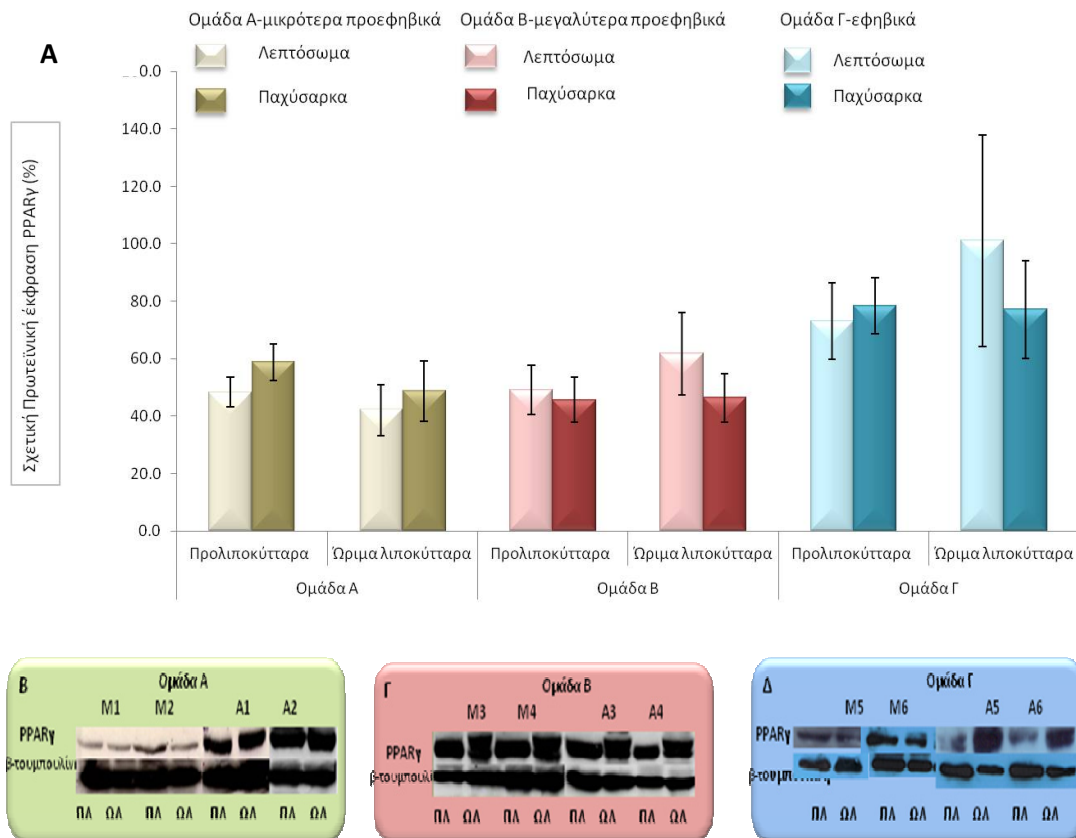 Ομάδα Α-μικρότερα προεφηβικά
Λεπτόσωμα
Παχύσαρκα
Ομάδα Β-μεγαλύτερα προεφηβικά
Λεπτόσωμα
Παχύσαρκα
Ομάδα Γ-εφηβικά
Λεπτόσωμα
Παχύσαρκα
A
Σχετική Πρωτεϊνική έκφραση PPARγ (%)
0.0
140.0
120.0
100.0
80.0
60.0
40.0
20.0
0.0
Προλιποκύτταρα Ώριμα λιποκύτταρα Προλιποκύτταρα Ώριμα λιποκύτταρα Προλιποκύτταρα Ώριμα λιποκύτταρα
Ομάδα Α Ομάδα Β Ομάδα Γ
Β Ομάδα Α
M1 M2 A1 A2
PPARγ
β-τουμπουλίν
ΠΛ ΩΛ ΠΛ ΩΛ ΠΛ ΩΛ ΠΛ ΩΛ
Γ Ομάδα Β
M3 M4 A3 A4
PPARγ
β-τουμπουλί
ΠΛ ΩΛ ΠΛ ΩΛ ΠΛ ΩΛ ΠΛ ΩΛ
Δ Ομάδα Γ
M5 M6 A5 A6
PPARγ
ΠΛ ΩΛ ΠΛ ΩΛ ΠΛ ΩΛ ΠΛ ΩΛ